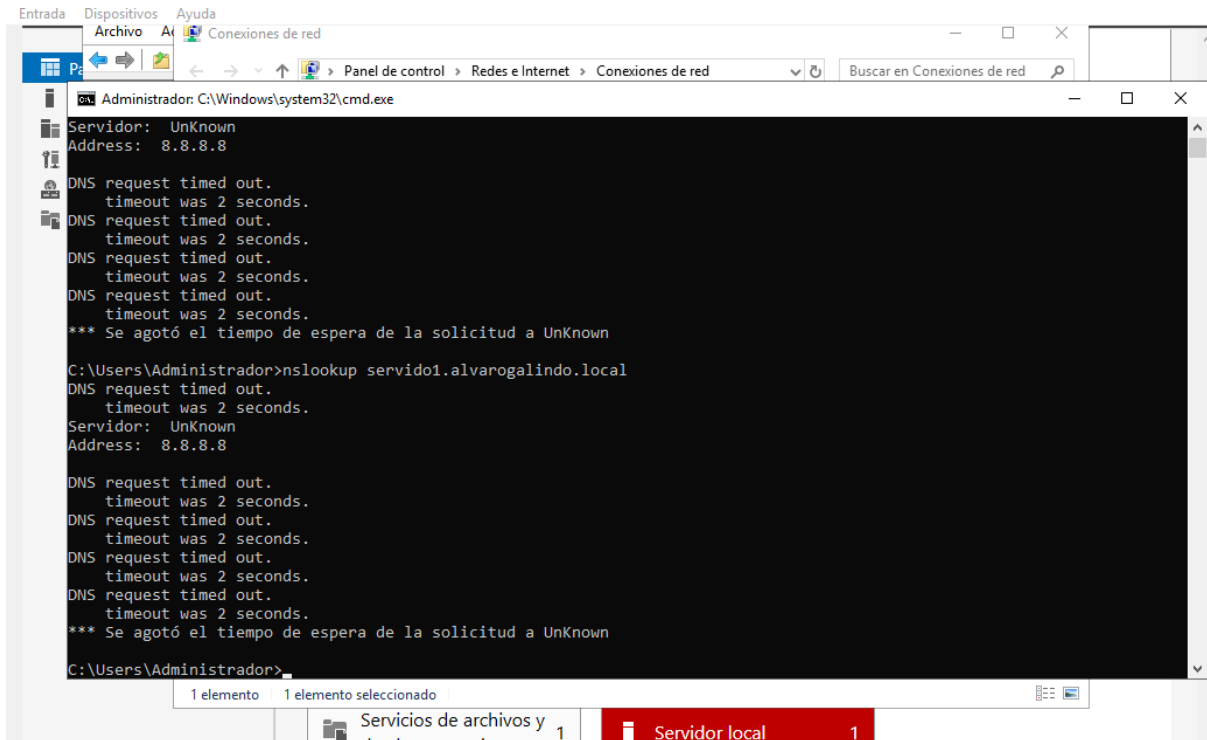 Entrada Dispositivos Ayuda
Archivo
Conexiones de red
Panel de control > Redes e Internet > Conexiones de red
Buscar en Conexiones de red
Administrador: C:\Windows\system32\cmd.exe
Servidor:  UnKnown
Address:  8.8.8.8
DNS request timed out.
    timeout was 2 seconds.
DNS request timed out.
    timeout was 2 seconds.
DNS request timed out.
    timeout was 2 seconds.
DNS request timed out.
    timeout was 2 seconds.
*** Se agotó el tiempo de espera de la solicitud a UnKnown
C:\Users\Administrador>nslookup servido1.alvarogalindo.local
DNS request timed out.
    timeout was 2 seconds.
Servidor:  UnKnown
Address:  8.8.8.8
DNS request timed out.
    timeout was 2 seconds.
DNS request timed out.
    timeout was 2 seconds.
DNS request timed out.
    timeout was 2 seconds.
DNS request timed out.
    timeout was 2 seconds.
*** Se agotó el tiempo de espera de la solicitud a UnKnown
C:\Users\Administrador>_
1 elemento 1 elemento seleccionado
Servicios de archivos y 1
Servidor local 1